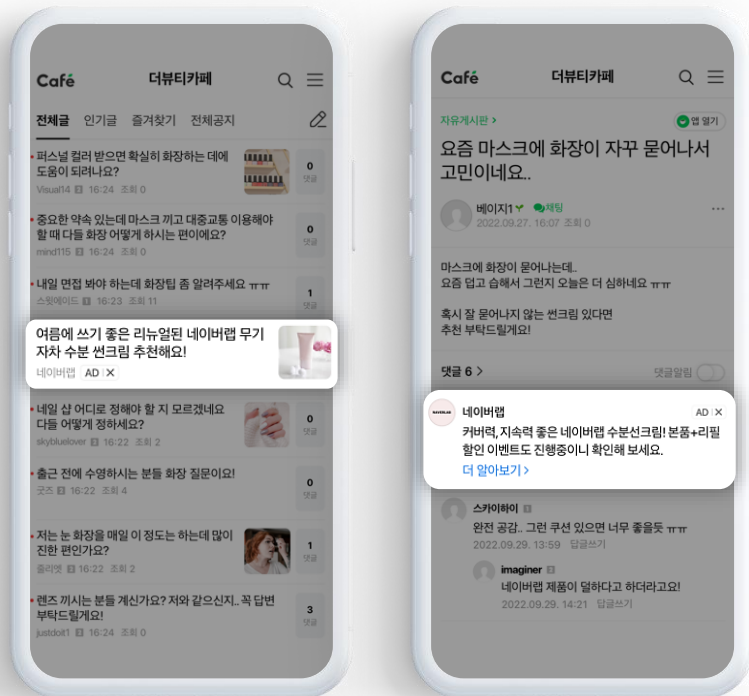 Café
더뷰티카페
전체글 인기글 즐겨찾기 전체공지
퍼스널 컬러 받으면 확실히 화장하는 데에
도움이 되려나요?
Visual14 16:24 조회 0
0
댓글
중요한 약속 있는데 마스크 끼고 대중교통 이용해야
할 때 다들 화장 어떻게 하시는 편이에요?
mind115 16:24 조회 0
0
댓글
내일 면접 봐야 하는데 화장팁 좀 알려주세요 ㅠㅠ
스윗에이드 16:23 조회 11
1
여름에 쓰기 좋은 리뉴얼된 네이버랩 무기
자차 수분 썬크림 추천해요!
네이버랩 AD X
네일 샵 어디로 정해야 할 지 모르겠네요
다들 어떻게 정하세요?
skybluelover 16:22 조회 2
0
댓글
출근 전에 수영하시는 분들 화장 질문이요!
굿즈 16:22 조회 4
0
댓글
저는 눈 화장을 매일 이 정도는 하는데 많이
진한 편인가요?
줄리엣 16:22 조회 2
1
댓글
렌즈 끼시는 분들 계신가요? 저와 같으신지.. 꼭 답변
부탁드릴게요!
justdoit1 16:24 조회 0
3
댓글
Café
더뷰티카페
자유게시판 >
앱 열기
요즘 마스크에 화장이 자꾸 묻어나서
고민이네요..
베이지1 채팅
2022.09.27. 16:07 조회 0
마스크에 화장이 묻어나는데..
요즘 덥고 습해서 그런지 오늘은 더 심하네요 ㅠㅠ
혹시 잘 묻어나지 않는 썬크림 있다면
추천 부탁드릴게요!
댓글 6 >
댓글알림
NAVERLAB
네이버랩
AD X
커버력, 지속력 좋은 네이버랩 수분선크림! 본품+리필
할인 이벤트도 진행중이니 확인해 보세요.
더 알아보기 >
스카이하이
완전 공감.. 그런 쿠션 있으면 너무 좋을듯 ㅠㅠ
2022.09.29. 13:59 답글쓰기
imaginer
네이버랩 제품이 덜하다고 하더라고요!
2022.09.29. 14:21 답글쓰기